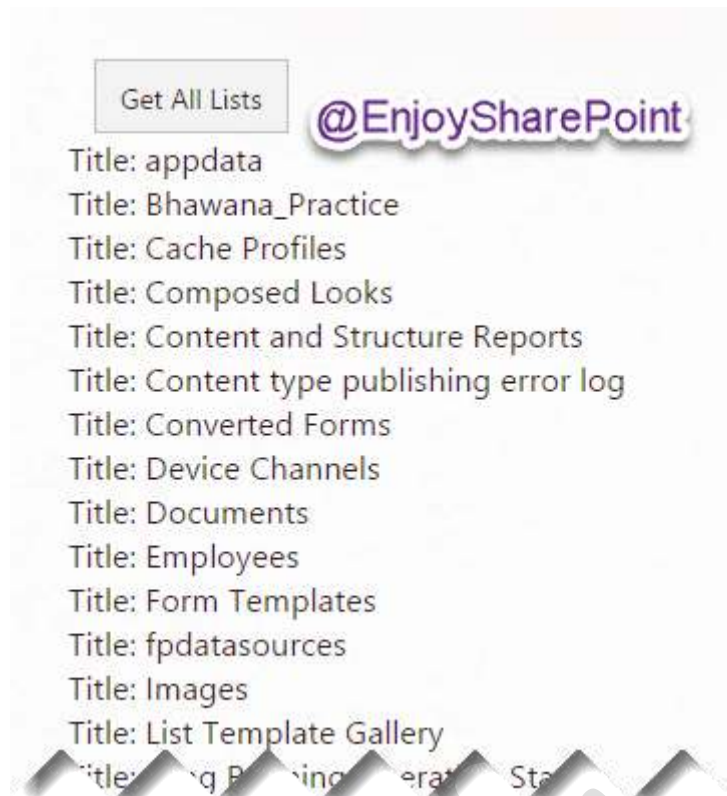 Get All Lists
@EnjoySharePoint
Title: appdata
Title: Bhawana_Practice
Title: Cache Profiles
Title: Composed Looks
Title: Content and Structure Reports
Title: Content type publishing error log
Title: Converted Forms
Title: Device Channels
Title: Documents
Title: Employees
Title: Form Templates
Title: fpdatasources
Title: Images
Title: List Template Gallery